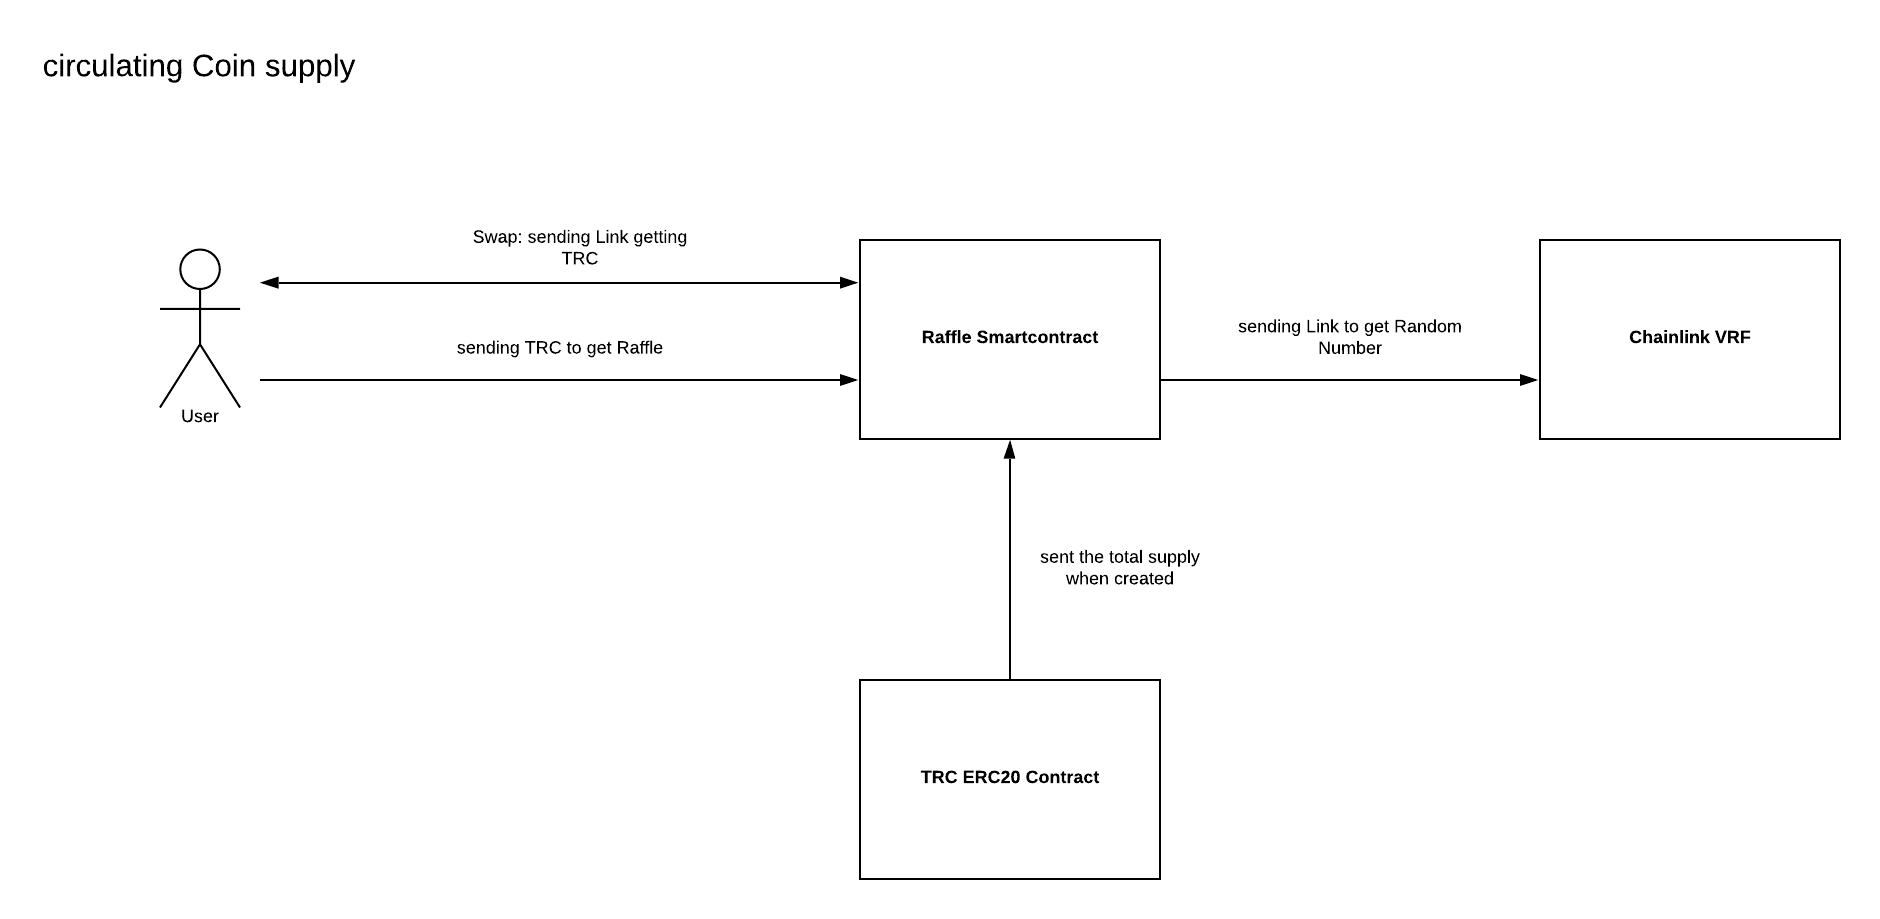 circulating Coin supply
Swap: sending Link getting
TRC
sending TRC to get Raffle
User
Raffle Smartcontract
sending Link to get Random
Number
Chainlink VRF
sent the total supply
when created
TRC ERC20 Contract